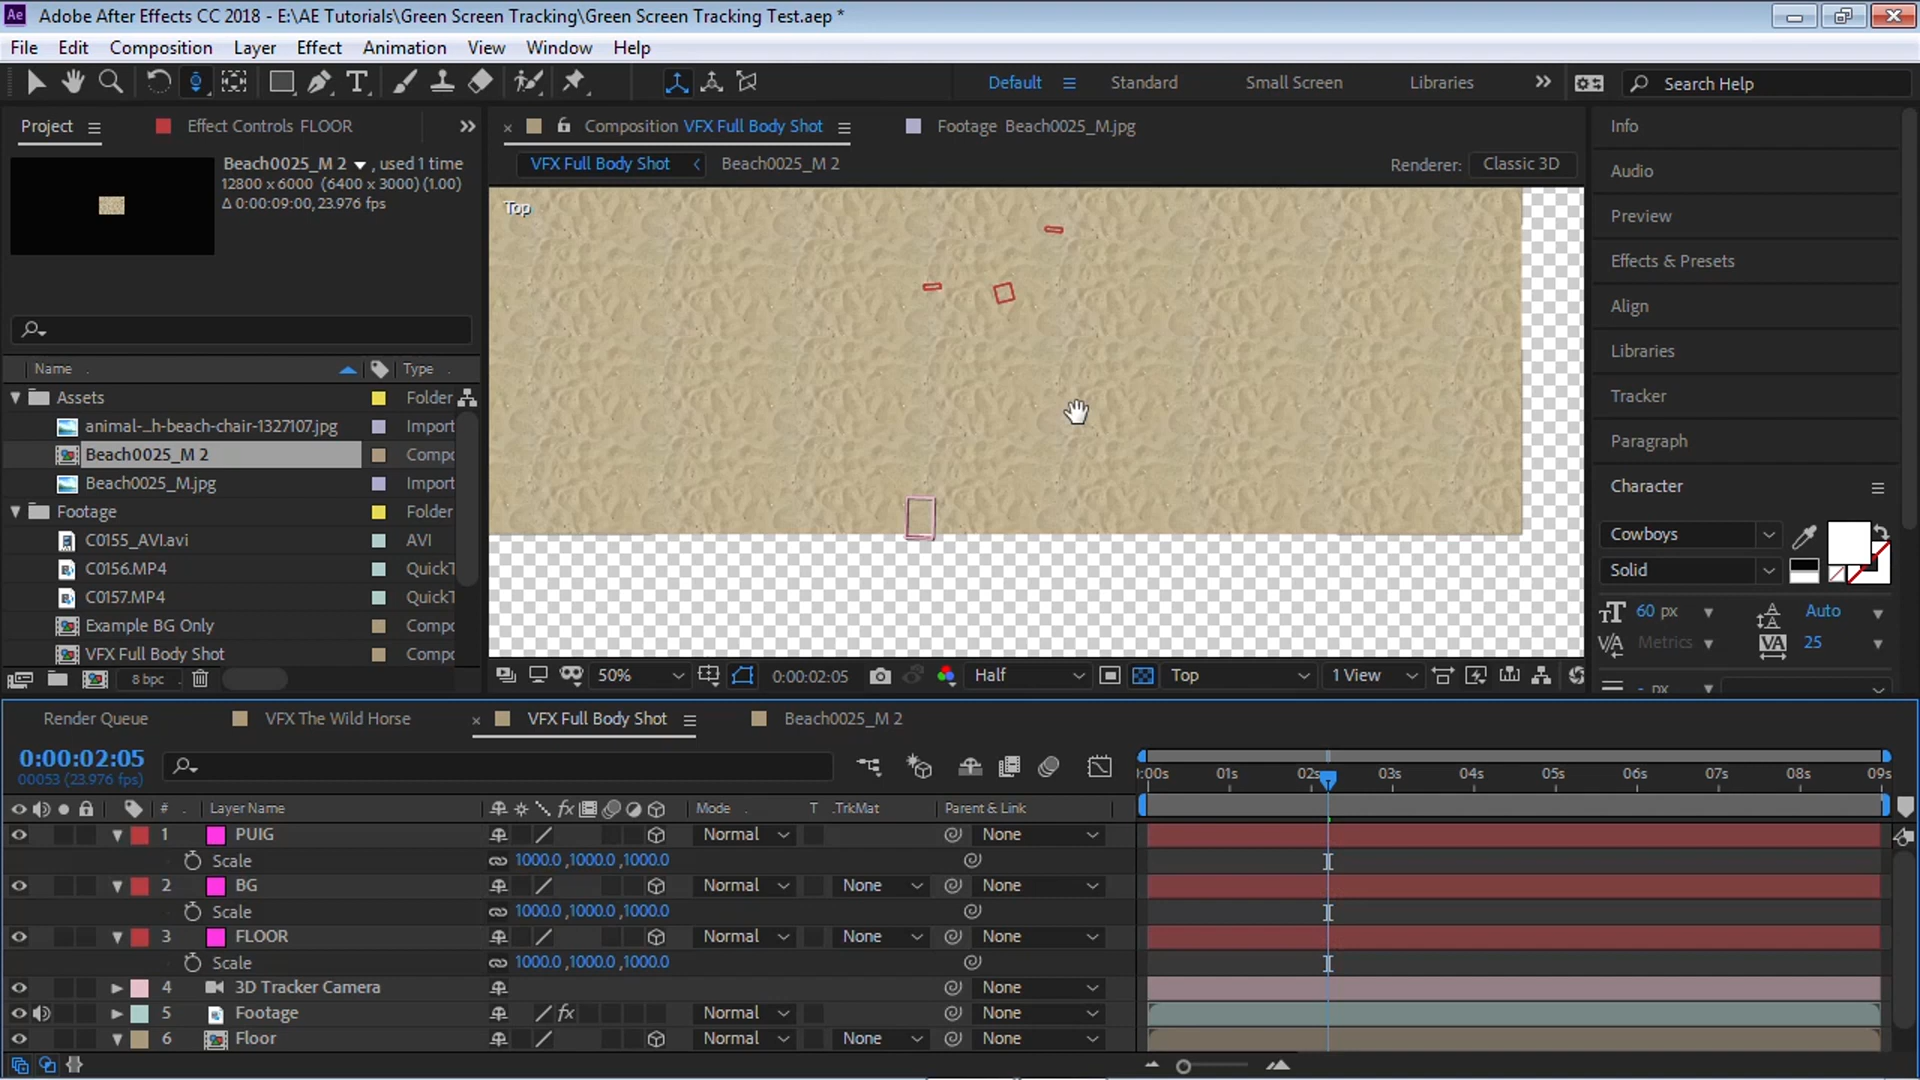 Adobe After Effects CC 2018 - E:\AE Tutorials\Green Screen Tracking\Green Screen Tracking Test.aep *
File Edit Composition Layer Effect Animation View Window Help
Default Standard Small Screen Libraries Search Help
Project Effect Controls FLOOR
Beach0025_M 2 , used 1 time
12800 x 6000 (6400 x 3000) (1.00)
Δ 0:00:09:00, 23.976 fps
Name Type
Assets Folder
animal-_h-beach-chair-1327107.jpg Import
Beach0025_M 2 Compo
Beach0025_M.jpg Import
Footage Folder
C0155_AVI.avi AVI
C0156.MP4 QuickT
C0157.MP4 QuickT
Example BG Only Compo
VFX Full Body Shot Compo
8 bpc
Composition VFX Full Body Shot Footage Beach0025_M.jpg
VFX Full Body Shot Beach0025_M 2 Renderer: Classic 3D
Top
50% 0:00:02:05 Half Top 1 View
Info
Audio
Preview
Effects & Presets
Align
Libraries
Tracker
Paragraph
Character
Cowboys
Solid
60 px Auto
Metrics 25
- px
Render Queue VFX The Wild Horse VFX Full Body Shot Beach0025_M 2
0:00:02:05
00053 (23.976 fps)
:00s 01s 02s 03s 04s 05s 06s 07s 08s 09s
# Layer Name Mode T .TrkMat Parent & Link
1 PUIG Normal None
Scale 1000.0 ,1000.0 ,1000.0
2 BG Normal None None
Scale 1000.0 ,1000.0 ,1000.0
3 FLOOR Normal None None
Scale 1000.0 ,1000.0 ,1000.0
4 3D Tracker Camera None
5 Footage Normal None
6 Floor Normal None None